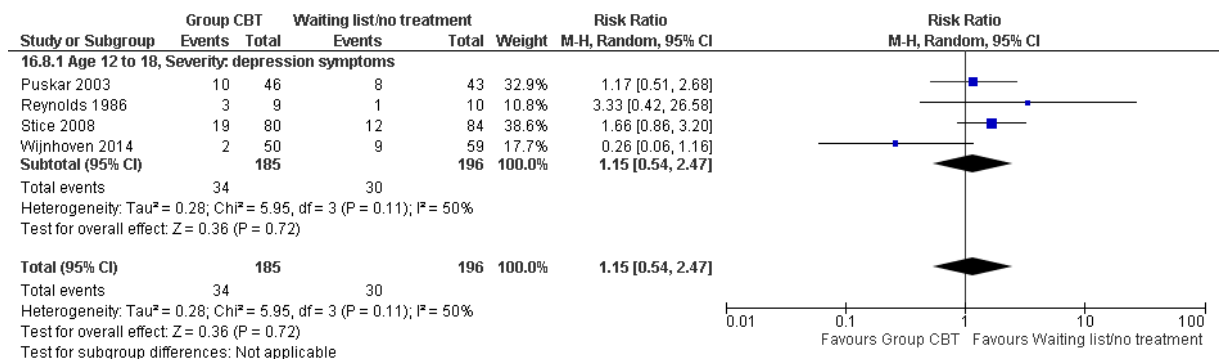 Group CBT Waiting list/no treatment Risk Ratio Risk Ratio
Study or Subgroup Events Total Events Total Weight M-H, Random, 95% CI M-H, Random, 95% CI
16.8.1 Age 12 to 18, Severity: depression symptoms
Puskar 2003 10 46 8 43 32.9% 1.17 [0.51, 2.68]
Reynolds 1986 3 9 1 10 10.8% 3.33 [0.42, 26.58]
Stice 2008 19 80 12 84 38.6% 1.66 [0.86, 3.20]
Wijnhoven 2014 2 50 9 59 17.7% 0.26 [0.06, 1.16]
Subtotal (95% CI) 185 196 100.0% 1.15 [0.54, 2.47]
Total events 34 30
Heterogeneity: Tau² = 0.28; Chi² = 5.95, df = 3 (P = 0.11); I² = 50%
Test for overall effect: Z = 0.36 (P = 0.72)
Total (95% CI) 185 196 100.0% 1.15 [0.54, 2.47]
Total events 34 30
Heterogeneity: Tau² = 0.28; Chi² = 5.95, df = 3 (P = 0.11); I² = 50%
Test for overall effect: Z = 0.36 (P = 0.72)
Test for subgroup differences: Not applicable
0.01 0.1 1 10 100
Favours Group CBT Favours Waiting list/no treatment